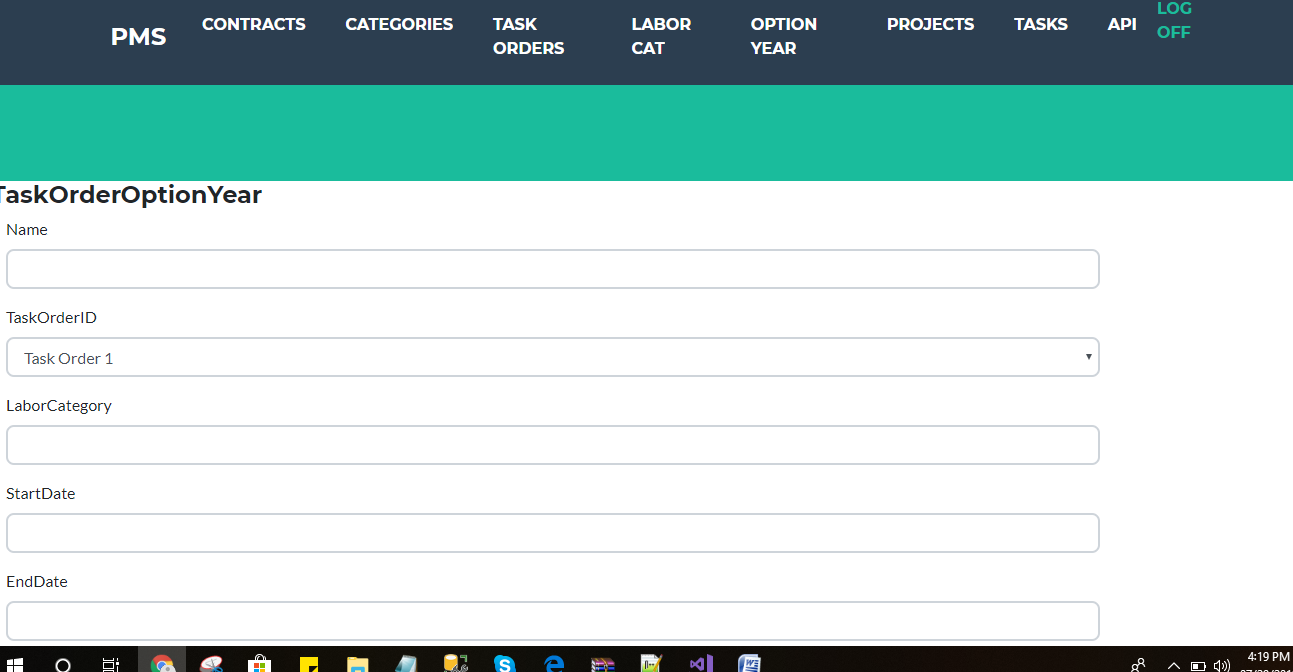 PMS
CONTRACTS
CATEGORIES
TASK
ORDERS
LABOR
CAT
OPTION
YEAR
PROJECTS
TASKS
API
LOG
OFF
TaskOrderOptionYear
Name
TaskOrderID
Task Order 1
LaborCategory
StartDate
EndDate
4:19 PM